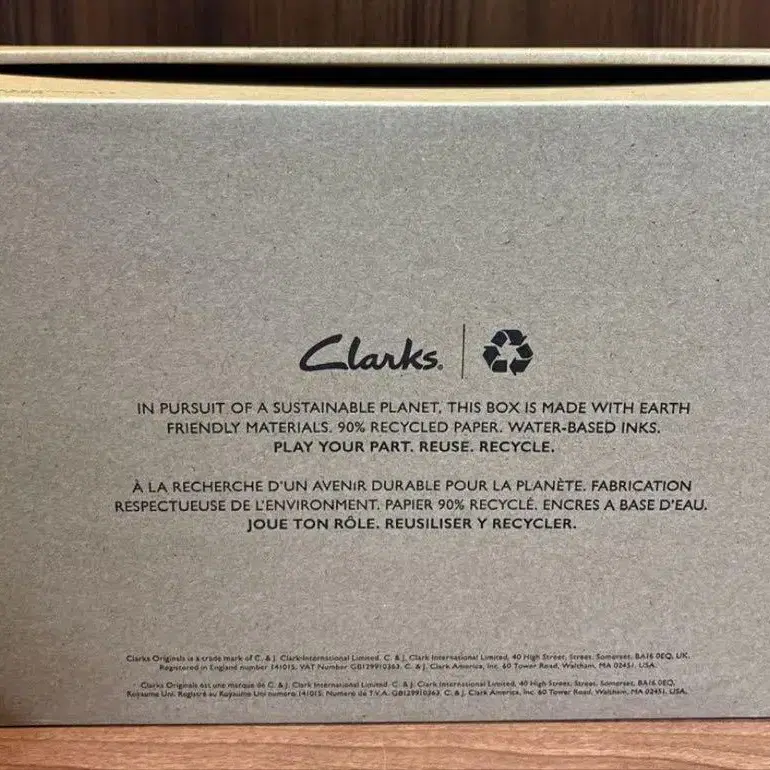 Clarks.
IN PURSUIT OF A SUSTAINABLE PLANET, THIS BOX IS MADE WITH EARTH
FRIENDLY MATERIALS. 90% RECYCLED PAPER. WATER-BASED INKS.
PLAY YOUR PART. REUSE. RECYCLE.
À LA RECHERCHE D'UN AVENIR DURABLE POUR LA PLANÈTE. FABRICATION
RESPECTUEUSE DE L'ENVIRONMENT. PAPIER 90% RECYCLÉ. ENCRES A BASE D'EAU.
JOUE TON RÔLE. REUSILISER Y RECYCLER.
Clarks Originals is a trade mark of C. & J. Clark International Limited. C. & J. Clark International Limited, 40 High Street, Street, Somerset, BA16 0EQ, UK.
Registered in England number 141015. VAT Number GB129910363. C. & J. Clark America, Inc. 60 Tower Road, Waltham, MA 02451. USA.
Clarks Originals est une marque de C. & J. Clark International Limited. C. & J. Clark International Limited, 40 High Street, Street, Somerset, BA16 0EQ,
Royaume Uni. Registré au Royaume Uni numero 141015. Numero de T.V.A. GB129910363. C. & J. Clark America, Inc. 60 Tower Road, Waltham, MA 02451. USA.